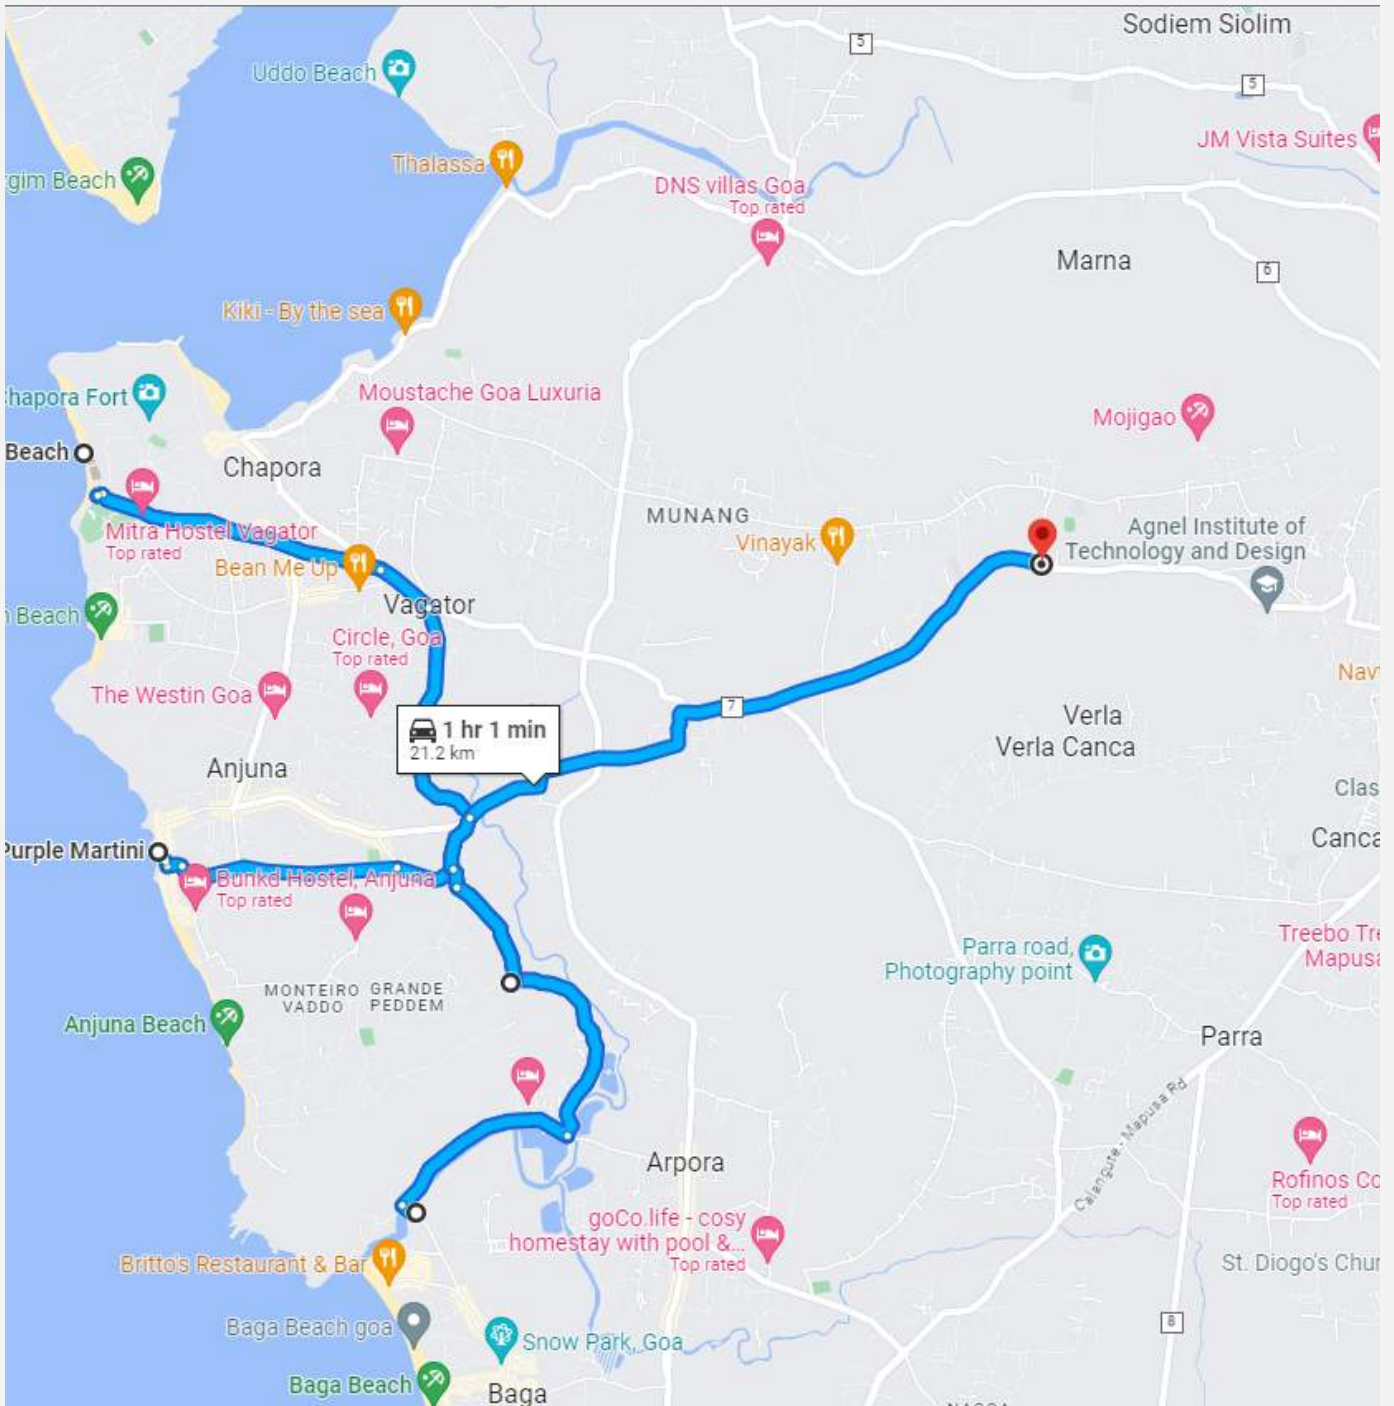 Sodiem Siolim
5
Uddo Beach
5
JM Vista Suites
Thalassa
rgim Beach
DNS villas Goa
Top rated
Marna
6
Kiki - By the sea
Moustache Goa Luxuria
hapora Fort
Mojigao
Beach
Chapora
MUNANG
Agnel Institute of
Technology and Design
Mitra Hostel Vagator
Top rated
Vinayak
Bean Me Up
Vagator
n Beach
Circle, Goa
Top rated
Nav
The Westin Goa
7
Verla
Verla Canca
1 hr 1 min
21.2 km
Anjuna
Clas
Canca
Purple Martini
Bunkd Hostel, Anjuna
Top rated
Treebo Tre
Mapusa
Parra road,
Photography point
MONTEIRO
VADDO
GRANDE
PEDDEM
Anjuna Beach
Parra
Calangute - Mapusa Rd
Arpora
Rofinos Co
Top rated
goCo.life - cosy
homestay with pool &...
Top rated
Britto's Restaurant & Bar
St. Diogo's Chur
Baga Beach goa
8
Snow Park, Goa
Baga Beach
Baga